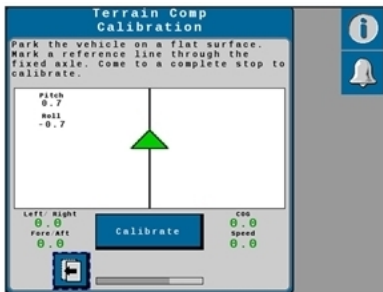 Terrain Comp
Calibration
Park the vehicle on a flat surface.
Mark a reference line through the
fixed axle. Come to a complete stop to
calibrate.
Pitch
0.7
Roll
-0.7
Left/ Right
0.0
Fore/Aft
0.0
Calibrate
COG
0.0
Speed
0.0